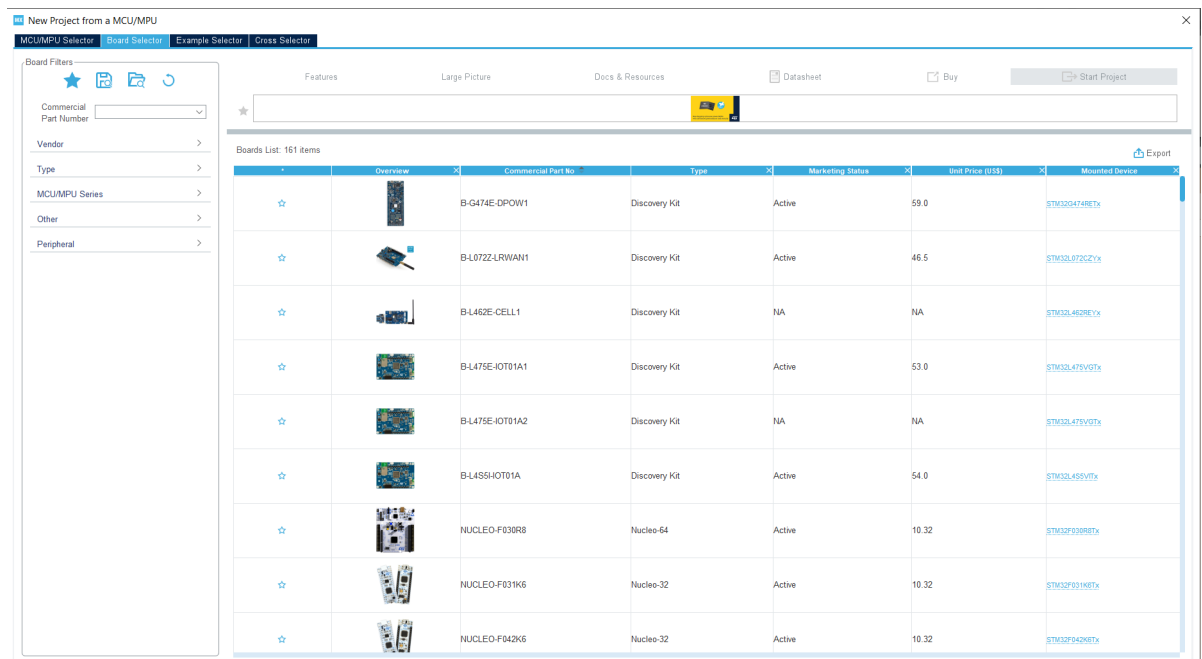 MX New Project from a MCU/MPU
MCU/MPU Selector Board Selector Example Selector Cross Selector
Board Filters
Commercial
Part Number
Vendor
Type
MCU/MPU Series
Other
Peripheral
Features Large Picture Docs & Resources Datasheet Buy Start Project
Boards List: 161 items
Export
* Overview Commercial Part No Type Marketing Status Unit Price (US$) Mounted Device
B-G474E-DPOW1 Discovery Kit Active 59.0 STM32G474RETx
B-L072Z-LRWAN1 Discovery Kit Active 46.5 STM32L072CZYx
B-L462E-CELL1 Discovery Kit NA NA STM32L462REYx
B-L475E-IOT01A1 Discovery Kit Active 53.0 STM32L475VGTx
B-L475E-IOT01A2 Discovery Kit NA NA STM32L475VGTx
B-L4S5I-IOT01A Discovery Kit Active 54.0 STM32L4S5VITx
NUCLEO-F030R8 Nucleo-64 Active 10.32 STM32F030R8Tx
NUCLEO-F031K6 Nucleo-32 Active 10.32 STM32F031K6Tx
NUCLEO-F042K6 Nucleo-32 Active 10.32 STM32F042K6Tx